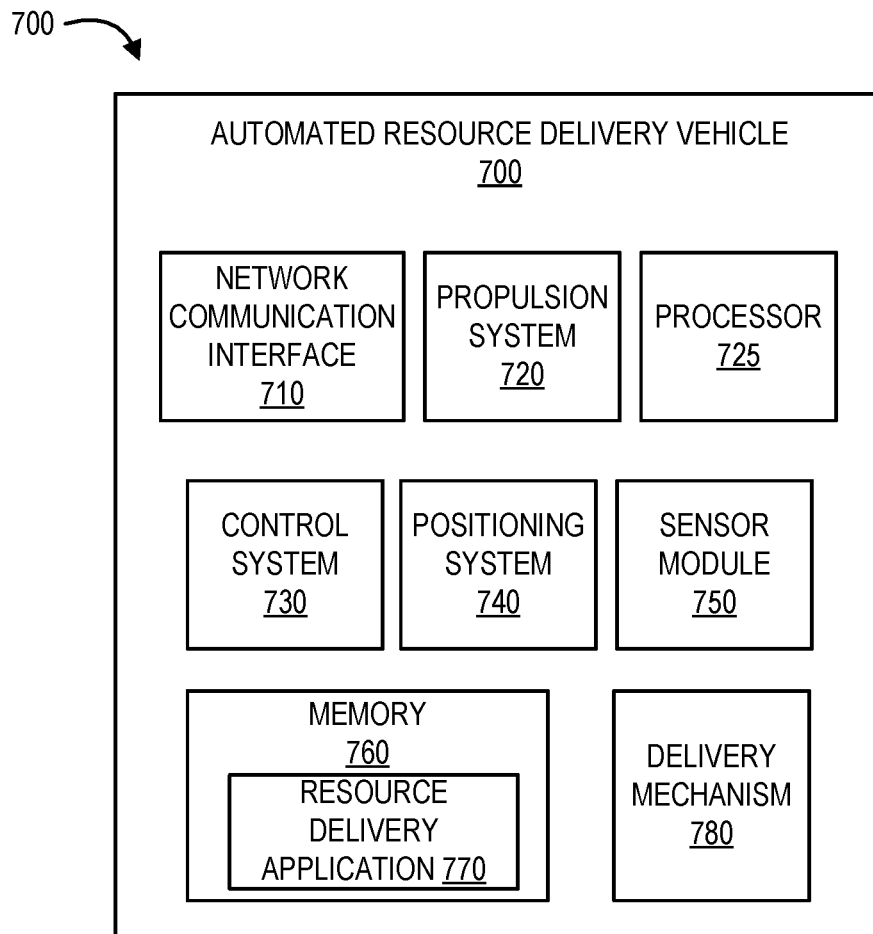 700
AUTOMATED RESOURCE DELIVERY VEHICLE
700
NETWORK
COMMUNICATION
INTERFACE
710
PROPULSION
SYSTEM
720
PROCESSOR
725
CONTROL
SYSTEM
730
POSITIONING
SYSTEM
740
SENSOR
MODULE
750
MEMORY
760
RESOURCE
DELIVERY
APPLICATION 770
DELIVERY
MECHANISM
780